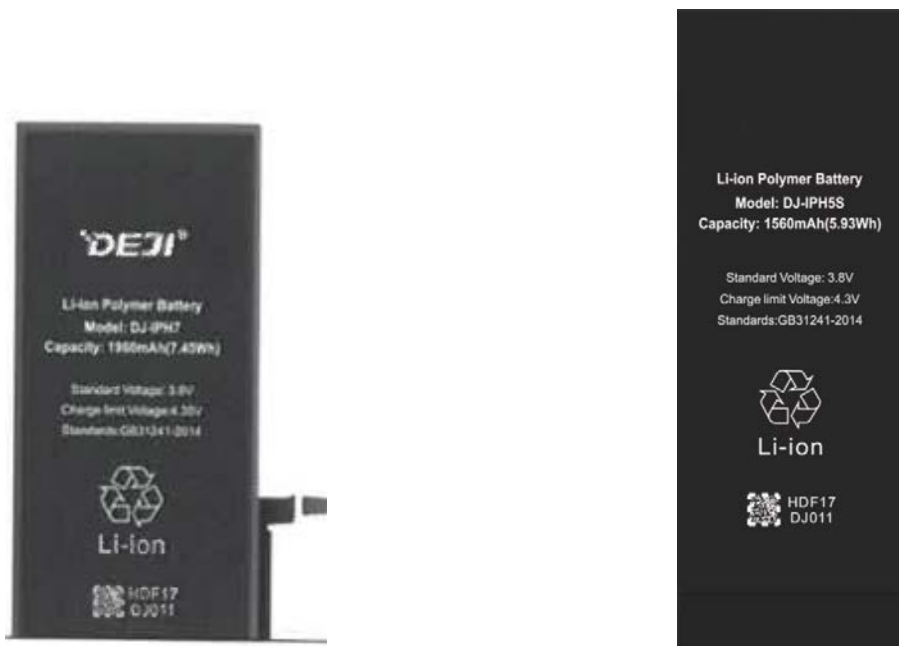 DEJI
Li-ion Polymer Battery
Model: DJ-IPH7
Capacity: 1960mAh(7.45Wh)
Standard Voltage: 3.8V
Charge limit Voltage:4.35V
Standards:GB31241-2014
Li-ion
HDF17
DJ011
Li-ion Polymer Battery
Model: DJ-IPH5S
Capacity: 1560mAh(5.93Wh)
Standard Voltage: 3.8V
Charge limit Voltage:4.3V
Standards:GB31241-2014
Li-ion
HDF17
DJ011